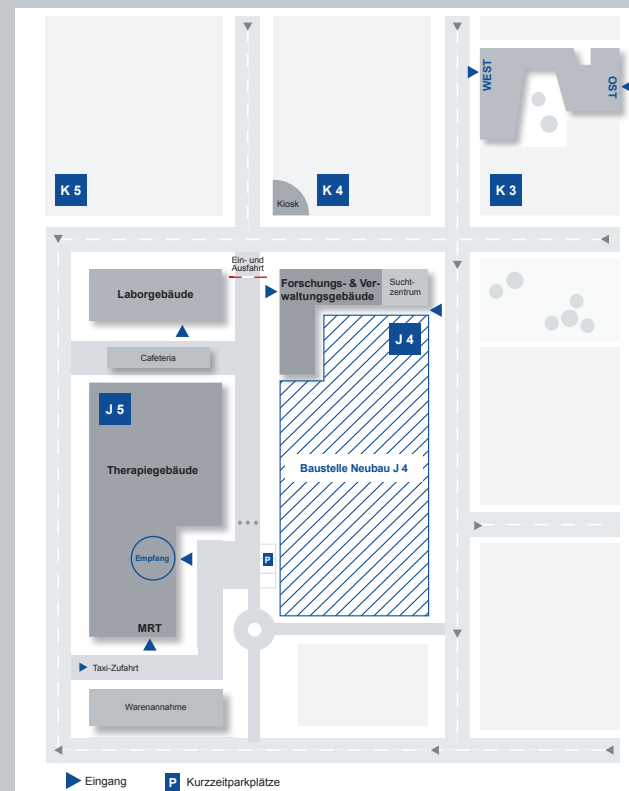 WEST
OST
K 5
K 4
K 3
Kiosk
Ein- und
Ausfahrt
Laborgebäude
Forschungs- & Ver-
waltungsgebäude
Sucht-
zentrum
J 4
Cafeteria
J 5
Therapiegebäude
Baustelle Neubau J 4
Empfang
P
MRT
Taxi-Zufahrt
Warenannahme
Eingang
P Kurzzeitparkplätze